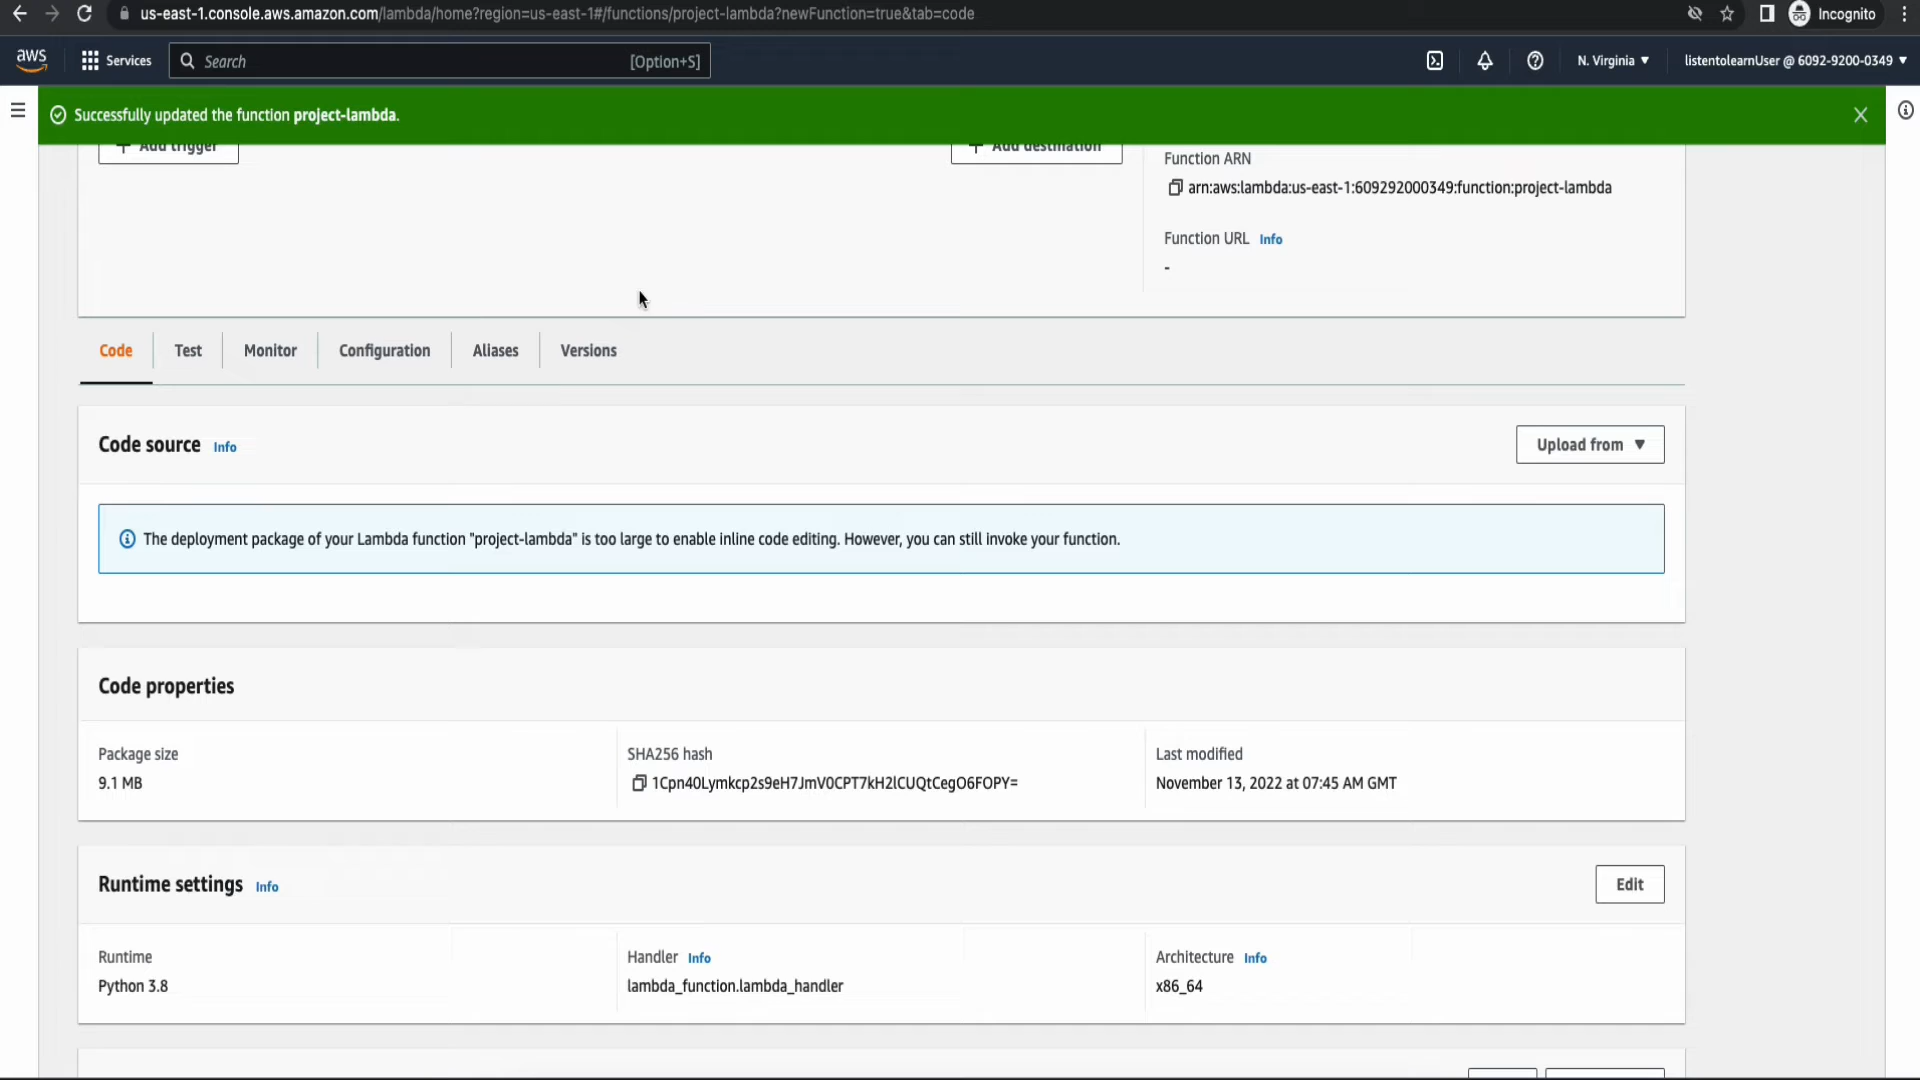 us-east-1.console.aws.amazon.com/lambda/home?region=us-east-1#/functions/project-lambda?newFunction=true&tab=code
Incognito
aws
Services
Search
[Option+S]
N. Virginia ▼
listentolearnUser @ 6092-9200-0349 ▼
Successfully updated the function project-lambda.
+ Add trigger
+ Add destination
Function ARN
arn:aws:lambda:us-east-1:609292000349:function:project-lambda
Function URL Info
-
Code
Test
Monitor
Configuration
Aliases
Versions
Code source Info
Upload from ▼
The deployment package of your Lambda function "project-lambda" is too large to enable inline code editing. However, you can still invoke your function.
Code properties
Package size
9.1 MB
SHA256 hash
1Cpn40Lymkcp2s9eH7JmV0CPT7kH2lCUQtCegO6FOPY=
Last modified
November 13, 2022 at 07:45 AM GMT
Runtime settings Info
Edit
Runtime
Python 3.8
Handler Info
lambda_function.lambda_handler
Architecture Info
x86_64